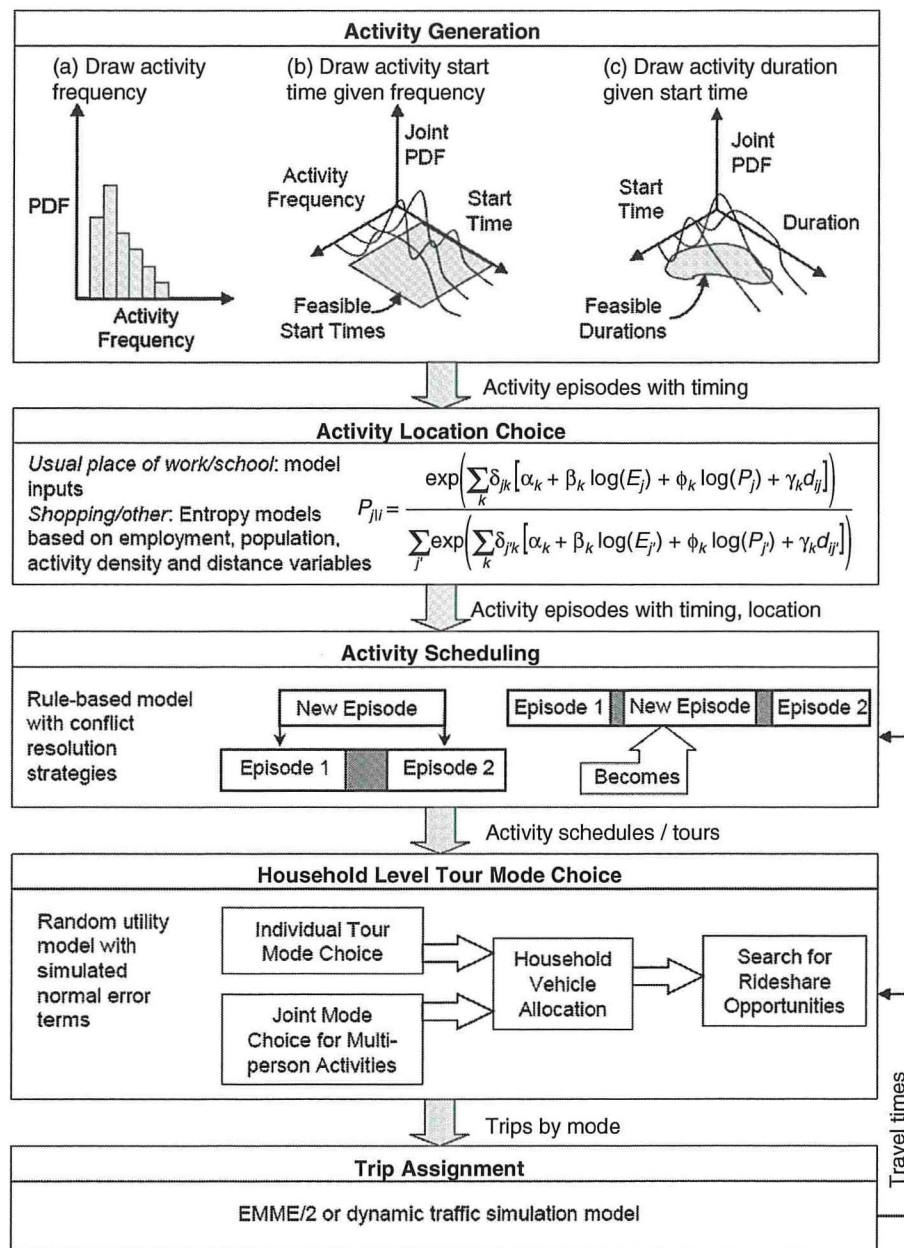 Activity Generation
(a) Draw activity
frequency
PDF
Activity
Frequency
(b) Draw activity start
time given frequency
Joint
PDF
Activity
Frequency
Start
Time
Feasible
Start Times
(c) Draw activity duration
given start time
Joint
PDF
Start
Time
Duration
Feasible
Durations
Activity episodes with timing
Activity Location Choice
Usual place of work/school: model
inputs
Shopping/other: Entropy models
based on employment, population,
activity density and distance variables
P_{j|i} = exp(∑_k δ_{jk}[α_k + β_k log(E_j) + ϕ_k log(P_j) + γ_k d_{ij}]) / ∑_{j'} exp(∑_k δ_{j'k}[α_k + β_k log(E_{j'}) + ϕ_k log(P_{j'}) + γ_k d_{ij'}])
Activity episodes with timing, location
Activity Scheduling
Rule-based model
with conflict
resolution
strategies
New Episode
Episode 1
Episode 2
Episode 1
New Episode
Episode 2
Becomes
Activity schedules / tours
Household Level Tour Mode Choice
Random utility
model with
simulated
normal error
terms
Individual Tour
Mode Choice
Joint Mode
Choice for Multi-
person Activities
Household
Vehicle
Allocation
Search for
Rideshare
Opportunities
Trips by mode
Travel times
Trip Assignment
EMME/2 or dynamic traffic simulation model